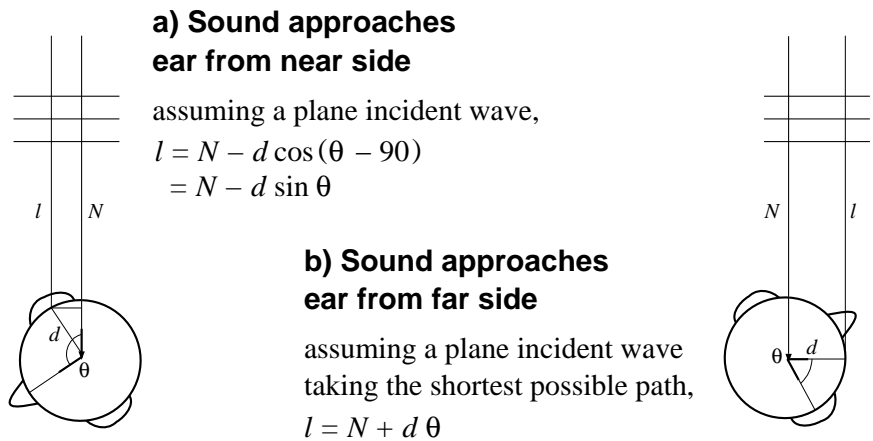 a) Sound approaches
ear from near side
assuming a plane incident wave,
l = N – d cos (θ – 90)
= N – d sin θ
l
N
d
θ
b) Sound approaches
ear from far side
assuming a plane incident wave
taking the shortest possible path,
l = N + d θ
N
l
θ
d